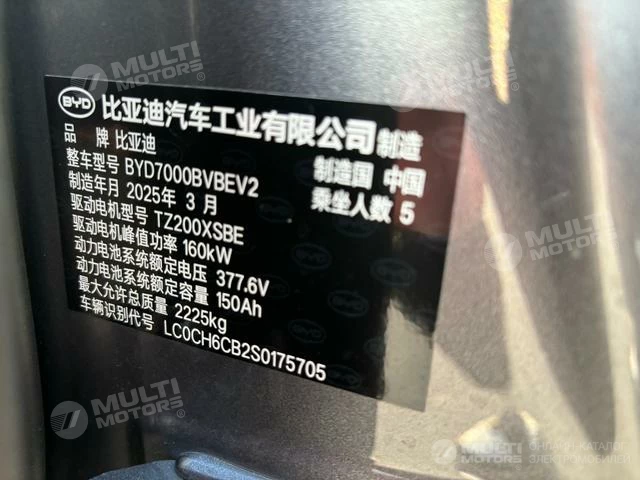 MULTI MOTORS
MULTI MOTORS
BYD 比亚迪汽车工业有限公司 制造
品 牌 比亚迪
制造国 中国
整车型号 BYD7000BVBEV2
乘坐人数 5
制造年月 2025年 3 月
驱动电机型号 TZ200XSBE
驱动电机峰值功率 160kW
动力电池系统额定电压 377.6V
动力电池系统额定容量 150Ah
最大允许总质量 2225kg
车辆识别代号 LC0CH6CB2S0175705
MULTI MOTORS
MULTI MOTORS
MULTI MOTORS
ОНЛАЙН-КАТАЛОГ
ЭЛЕКТРОМОБИЛЕЙ